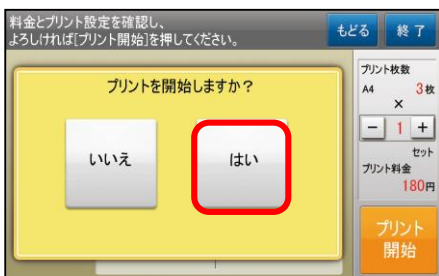 料金とプリント設定を確認し、
よろしければ[プリント開始]を押してください。
もどる
終了
プリントを開始しますか？
いいえ
はい
プリント枚数
A4 3枚
×
− 1 +
セット
プリント料金
180円
プリント
開始